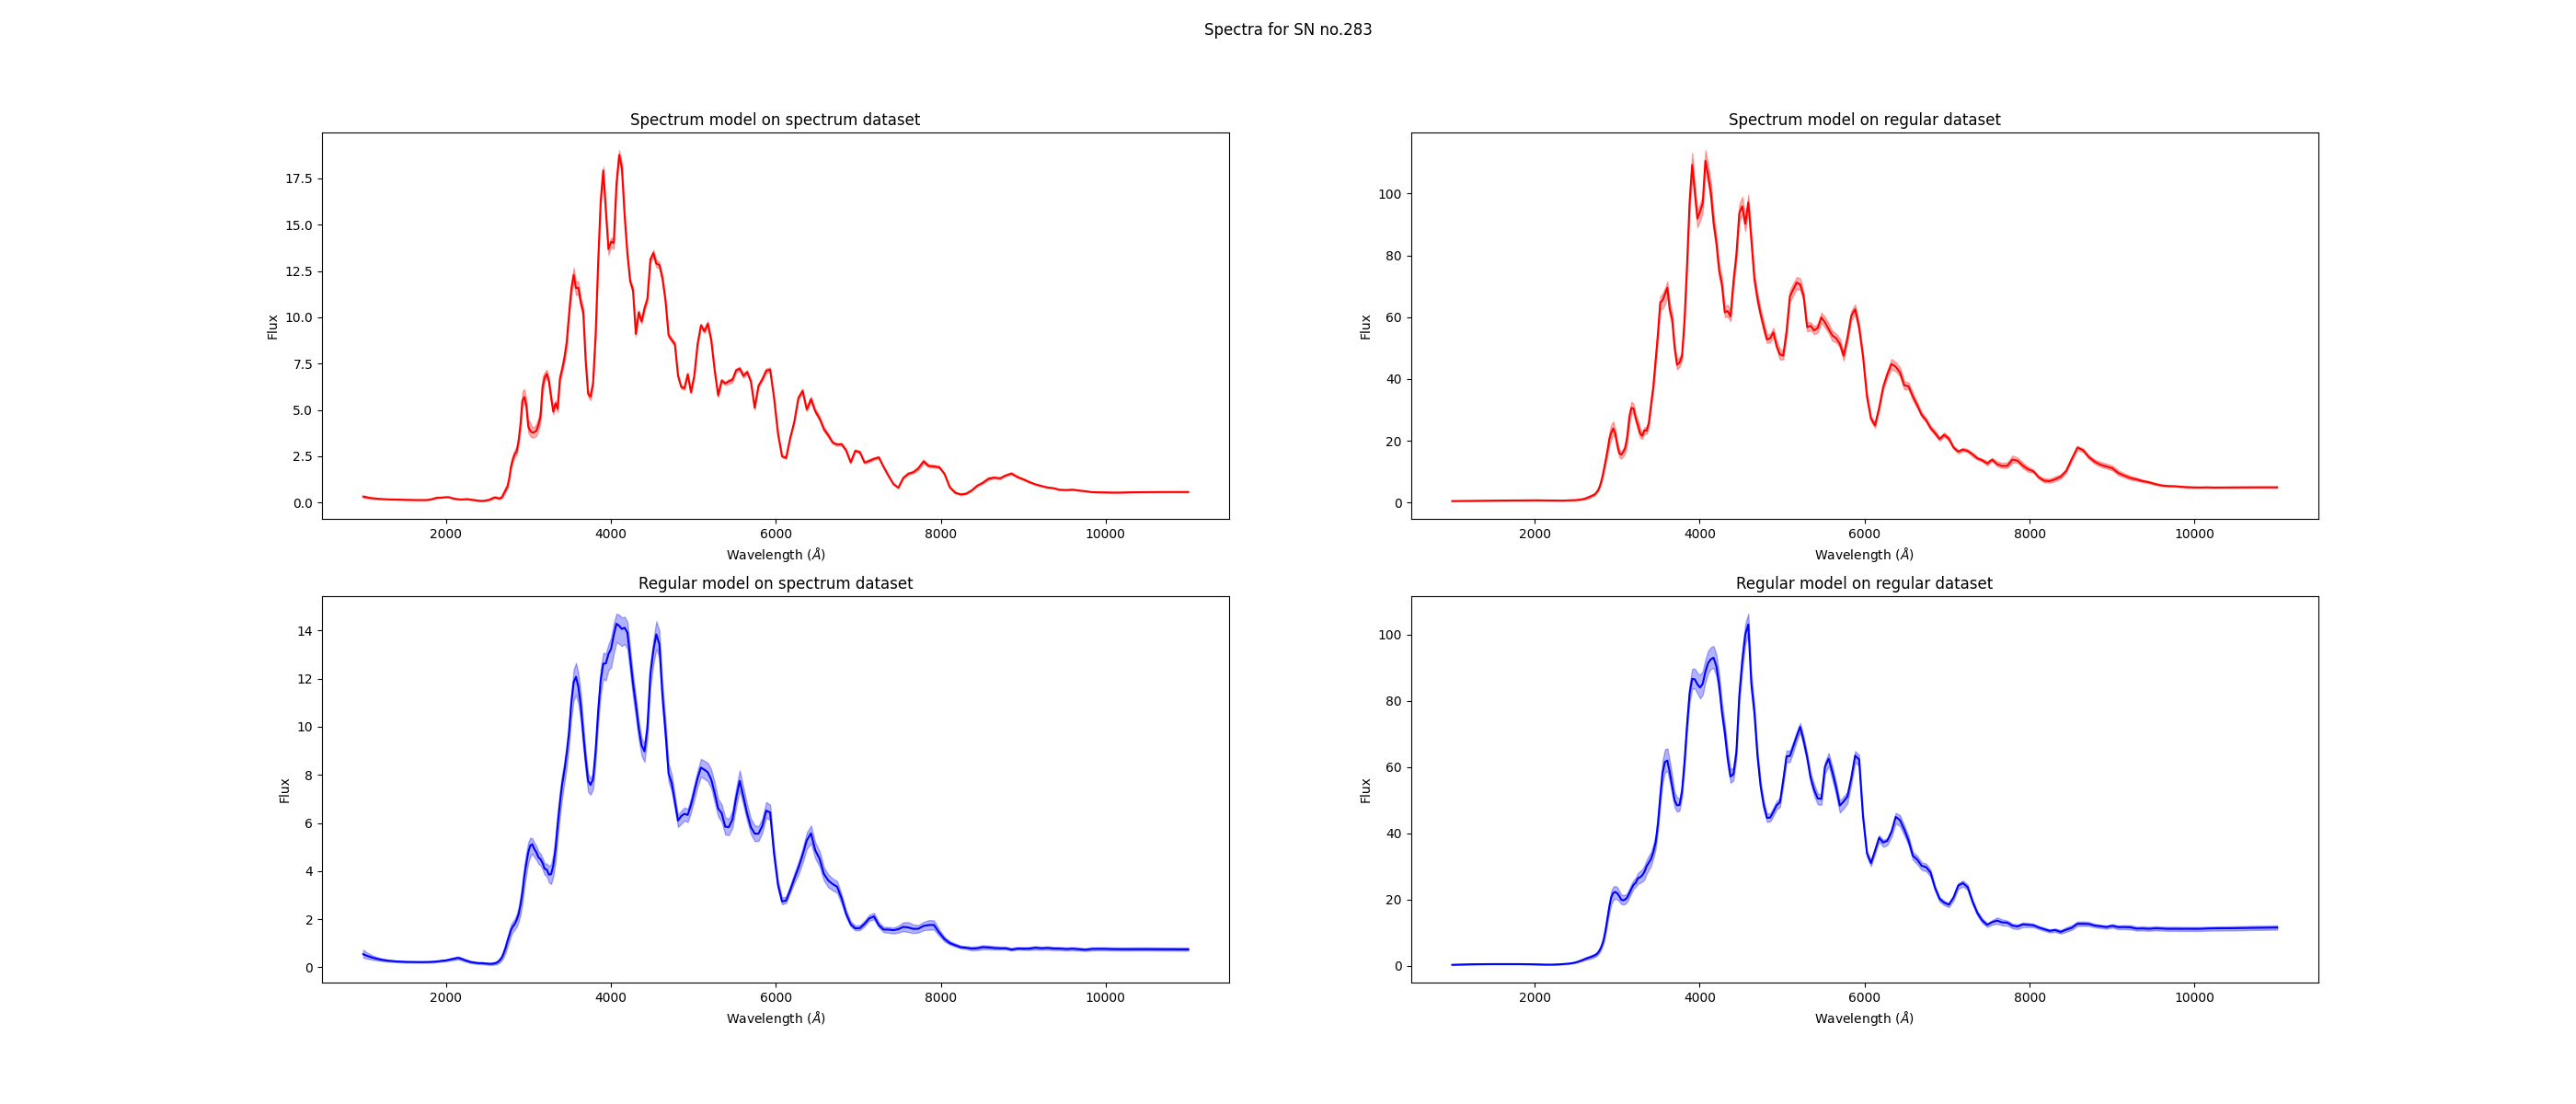 Spectra for SN no.283
Spectrum model on spectrum dataset
17.5
15.0
12.5
10.0
7.5
5.0
2.5
0.0
Flux
2000 4000 6000 8000 10000
Wavelength (Å)
Spectrum model on regular dataset
100
80
60
40
20
0
Flux
2000 4000 6000 8000 10000
Wavelength (Å)
Regular model on spectrum dataset
14
12
10
8
6
4
2
0
Flux
2000 4000 6000 8000 10000
Wavelength (Å)
Regular model on regular dataset
100
80
60
40
20
0
Flux
2000 4000 6000 8000 10000
Wavelength (Å)